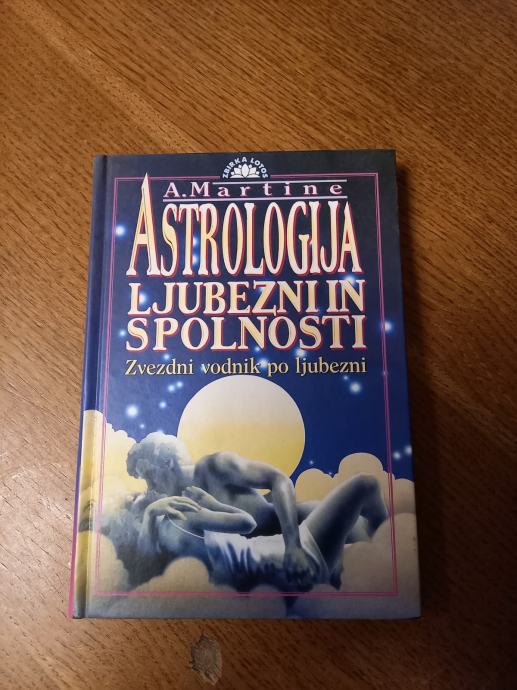 ZBIRKA LOTOS
A. Martine
ASTROLOGIJA
LJUBEZNI IN
SPOLNOSTI
Zvezdni vodnik po ljubezni